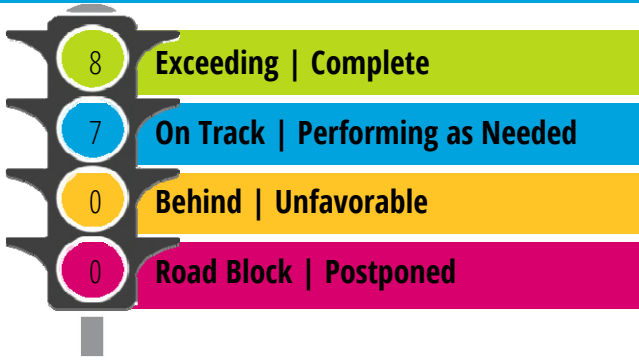 8 Exceeding | Complete
7 On Track | Performing as Needed
0 Behind | Unfavorable
0 Road Block | Postponed